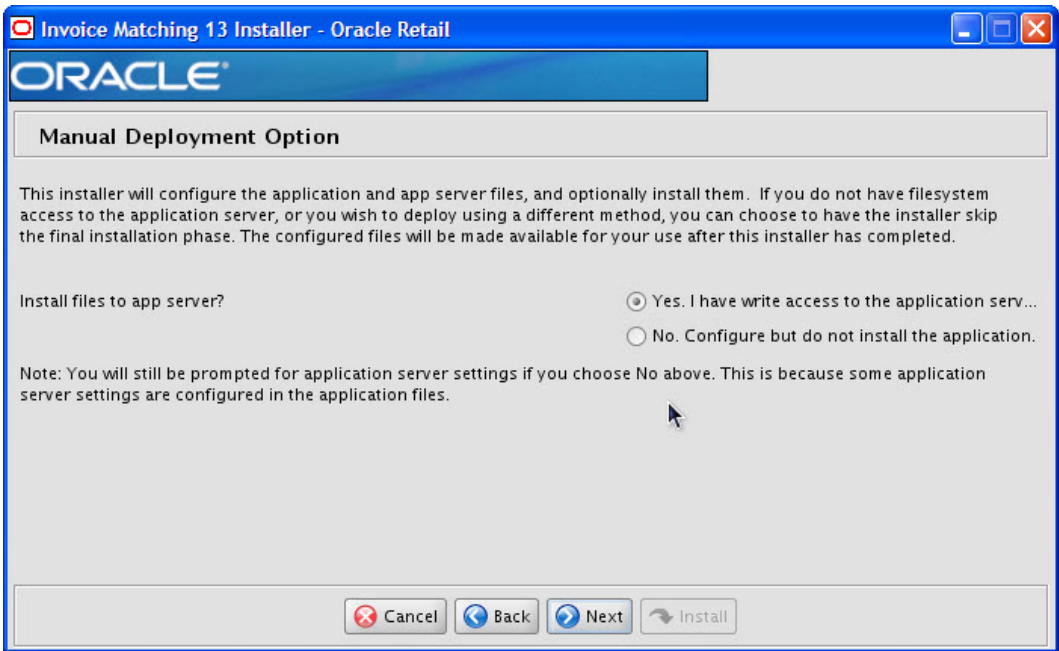 Invoice Matching 13 Installer - Oracle Retail
ORACLE®
Manual Deployment Option
This installer will configure the application and app server files, and optionally install them. If you do not have filesystem
access to the application server, or you wish to deploy using a different method, you can choose to have the installer skip
the final installation phase. The configured files will be made available for your use after this installer has completed.
Install files to app server?
Yes. I have write access to the application serv...
No. Configure but do not install the application.
Note: You will still be prompted for application server settings if you choose No above. This is because some application
server settings are configured in the application files.
Cancel Back Next Install